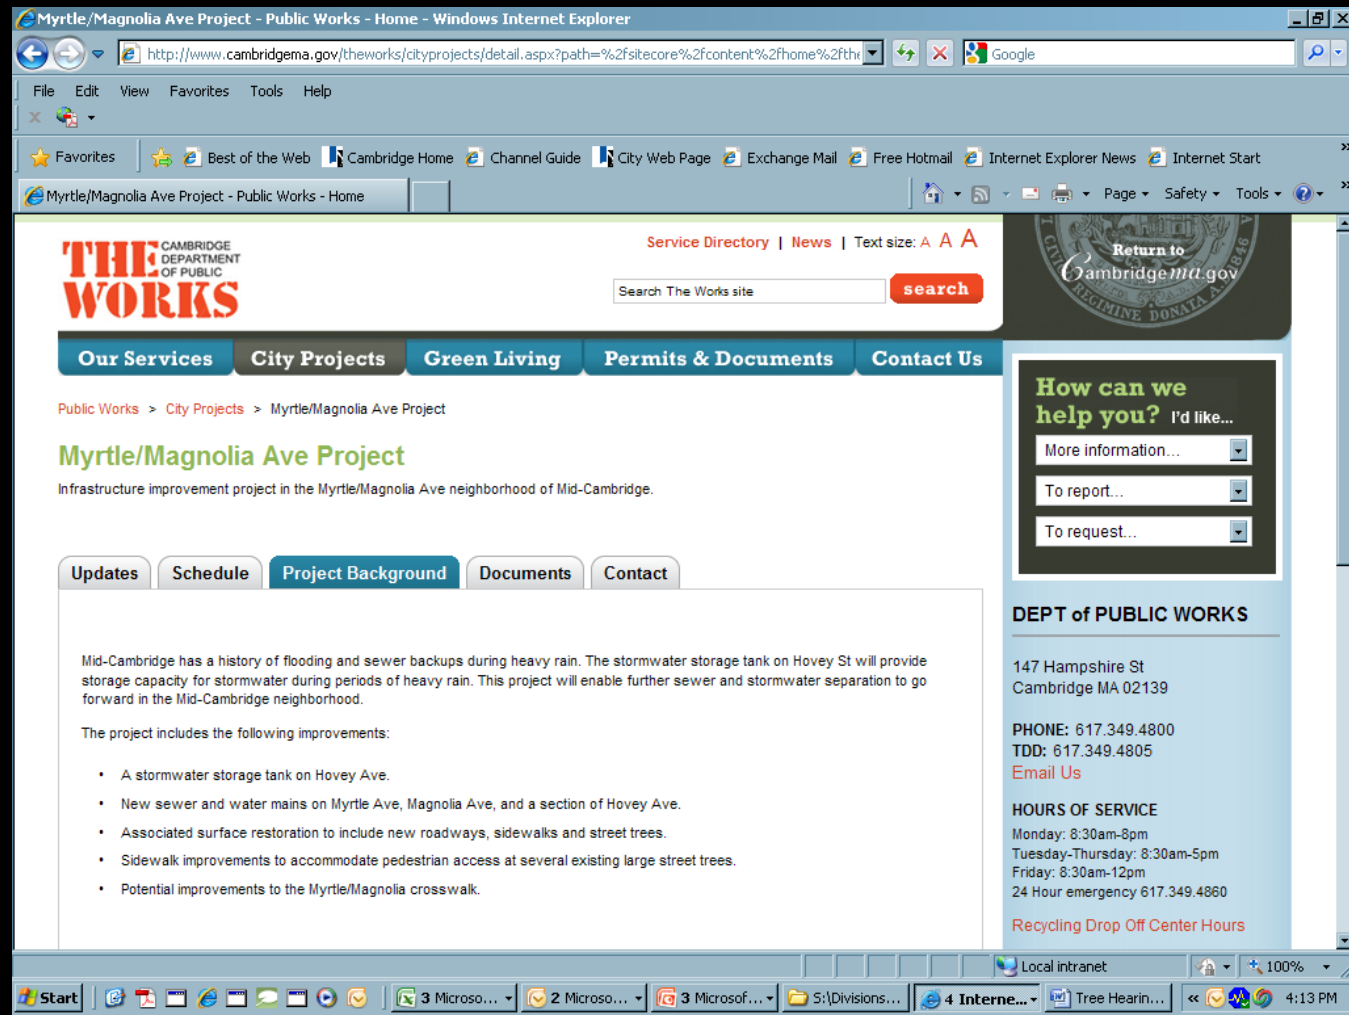 Myrtle/Magnolia Ave Project - Public Works - Home - Windows Internet Explorer
http://www.cambridgema.gov/theworks/cityprojects/detail.aspx?path=%2fsitecore%2fcontent%2fhome%2fthe
Google
File Edit View Favorites Tools Help
Favorites Best of the Web Cambridge Home Channel Guide City Web Page Exchange Mail Free Hotmail Internet Explorer News Internet Start
Myrtle/Magnolia Ave Project - Public Works - Home
Page Safety Tools
THE WORKS
CAMBRIDGE
DEPARTMENT
OF PUBLIC
Service Directory | News | Text size: A A A
Search The Works site search
Return to
Cambridgema.gov
REGIMINE DONATA A.D. 1846
Our Services City Projects Green Living Permits & Documents Contact Us
Public Works > City Projects > Myrtle/Magnolia Ave Project
Myrtle/Magnolia Ave Project
Infrastructure improvement project in the Myrtle/Magnolia Ave neighborhood of Mid-Cambridge.
Updates Schedule Project Background Documents Contact
Mid-Cambridge has a history of flooding and sewer backups during heavy rain. The stormwater storage tank on Hovey St will provide
storage capacity for stormwater during periods of heavy rain. This project will enable further sewer and stormwater separation to go
forward in the Mid-Cambridge neighborhood.
The project includes the following improvements:
• A stormwater storage tank on Hovey Ave.
• New sewer and water mains on Myrtle Ave, Magnolia Ave, and a section of Hovey Ave.
• Associated surface restoration to include new roadways, sidewalks and street trees.
• Sidewalk improvements to accommodate pedestrian access at several existing large street trees.
• Potential improvements to the Myrtle/Magnolia crosswalk.
How can we
help you? I'd like...
More information...
To report...
To request...
DEPT of PUBLIC WORKS
147 Hampshire St
Cambridge MA 02139
PHONE: 617.349.4800
TDD: 617.349.4805
Email Us
HOURS OF SERVICE
Monday: 8:30am-8pm
Tuesday-Thursday: 8:30am-5pm
Friday: 8:30am-12pm
24 Hour emergency 617.349.4860
Recycling Drop Off Center Hours
Local intranet 100%
Start 3 Microso... 2 Microso... 3 Microsof... S:\Divisions... 4 Interne... Tree Hearin... 4:13 PM